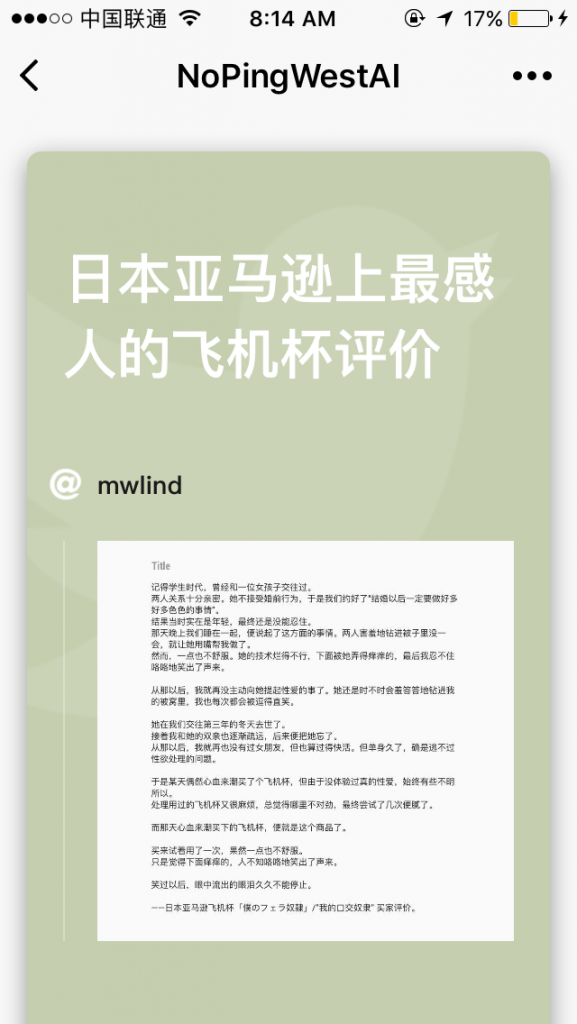 中国联通
8:14 AM
17%
NoPingWestAI
日本亚马逊上最感
人的飞机杯评价
@ mwlind
Title
记得学生时代，曾经和一位女孩子交往过。
两人关系十分亲密。她不接受婚前行为，于是我们约好了"结婚以后一定要做好多
好多色色的事情"。
结果当时实在是年轻，最终还是没能忍住。
那天晚上我们睡在一起，便说起了这方面的事情。两人害羞地钻进被子里没一
会，就让她用嘴帮我做了。
然而，一点也不舒服。她的技术烂得不行，下面被她弄得痒痒的，最后我忍不住
咯咯地笑出了声来。
从那以后，我就再没主动向她提起性爱的事了。她还是时不时会羞答答地钻进我
的被窝里，我也每次都会被逗得直笑。
她在我们交往第三年的冬天去世了。
接着我和她的双亲也逐渐疏远，后来便把她忘了。
从那以后，我就再也没有过女朋友，但也算过得快活。但单身久了，确是逃不过
性欲处理的问题。
于是某天偶然心血来潮买了个飞机杯，但由于没体验过真的性爱，始终有些不明
所以。
处理用过的飞机杯又很麻烦，总觉得哪里不对劲，最终尝试了几次便腻了。
而那天心血来潮买下的飞机杯，便就是这个商品了。
买来试着用了一次，果然一点也不舒服。
只是觉得下面痒痒的，人不知咯咯地笑出了声来。
笑过以后，眼中流出的眼泪久久不能停止。
——日本亚马逊飞机杯「僕のフェラ奴隷」/"我的口交奴隶" 买家评价。